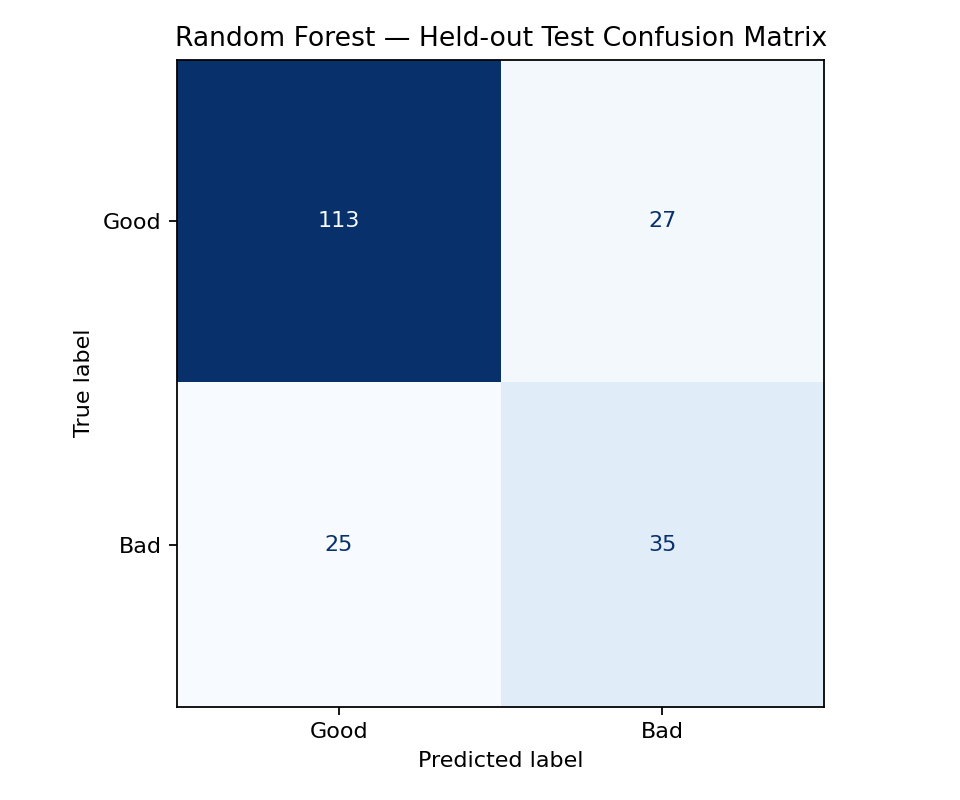 Random Forest — Held-out Test Confusion Matrix
True label
Good
113
27
Bad
25
35
Good
Bad
Predicted label